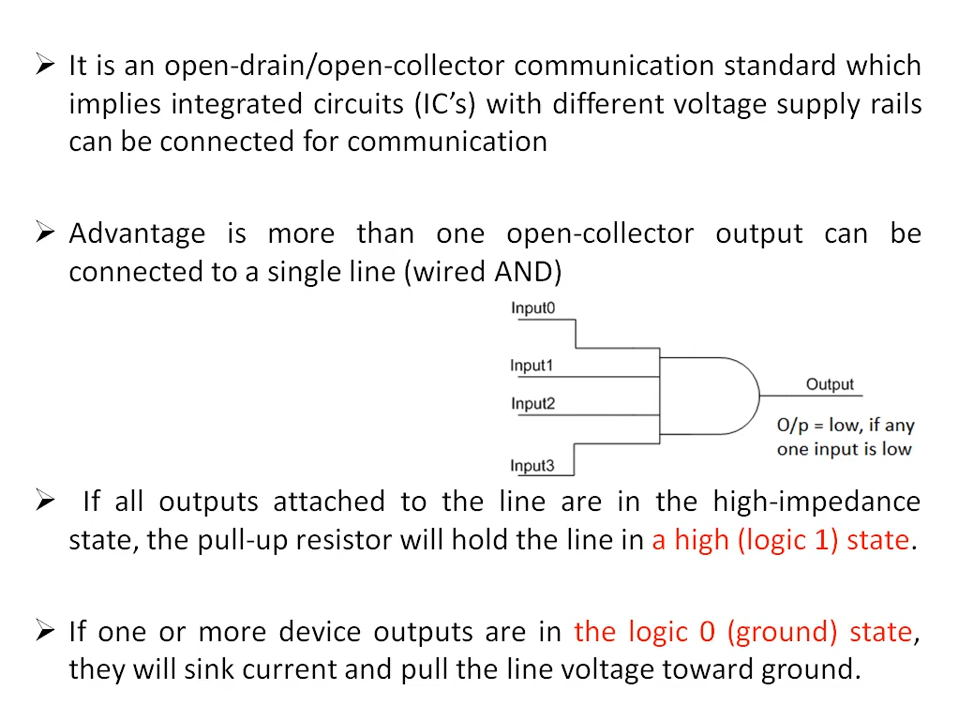 ➢ It is an open-drain/open-collector communication standard which
implies integrated circuits (IC’s) with different voltage supply rails
can be connected for communication
➢ Advantage is more than one open-collector output can be
connected to a single line (wired AND)
Input0
Input1
Input2
Input3
Output
O/p = low, if any
one input is low
➢ If all outputs attached to the line are in the high-impedance
state, the pull-up resistor will hold the line in a high (logic 1) state.
➢ If one or more device outputs are in the logic 0 (ground) state,
they will sink current and pull the line voltage toward ground.